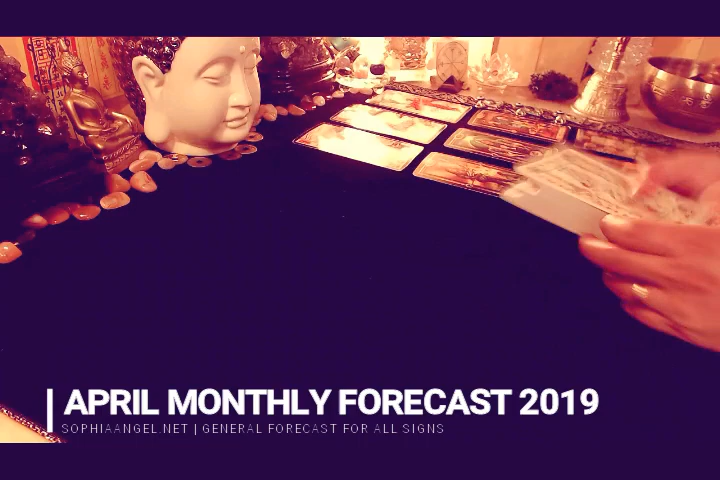 APRIL MONTHLY FORECAST 2019
SOPHIAANGEL.NET | GENERAL FORECAST FOR ALL SIGNS